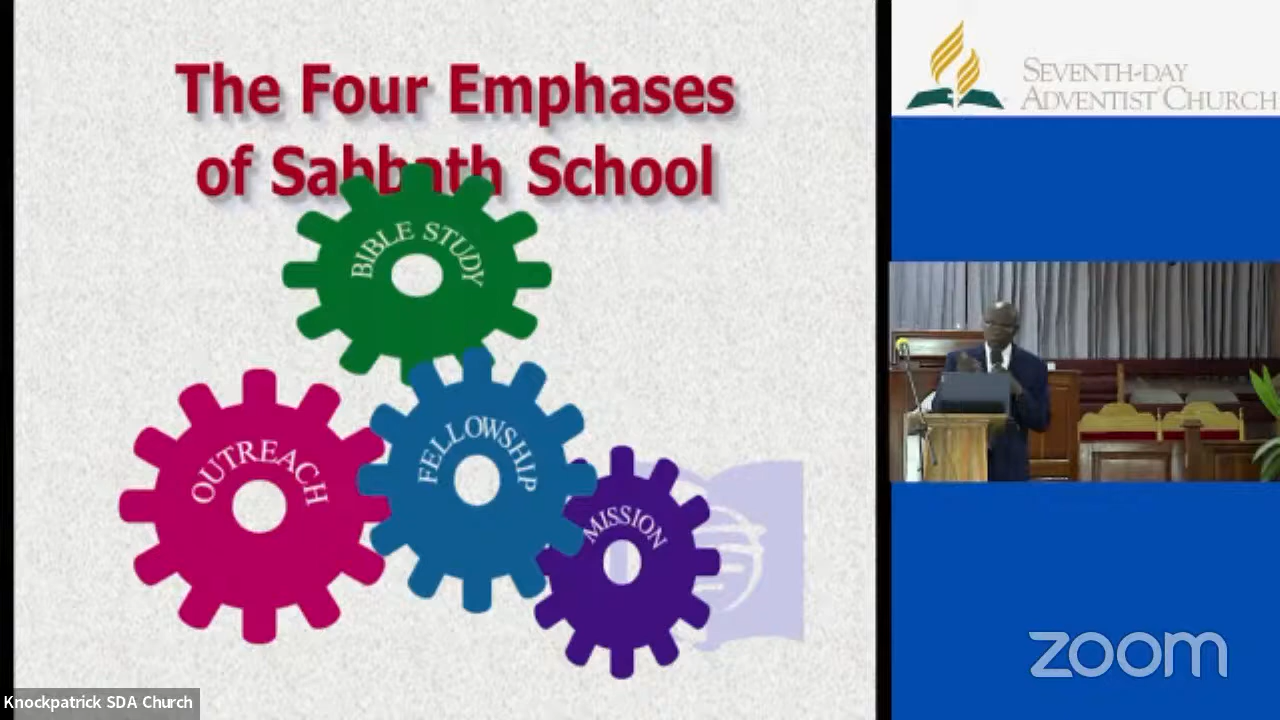 The Four Emphases
of Sabbath School
BIBLE STUDY
OUTREACH
FELLOWSHIP
MISSION
SEVENTH-DAY
ADVENTIST CHURCH
zoom
Knockpatrick SDA Church